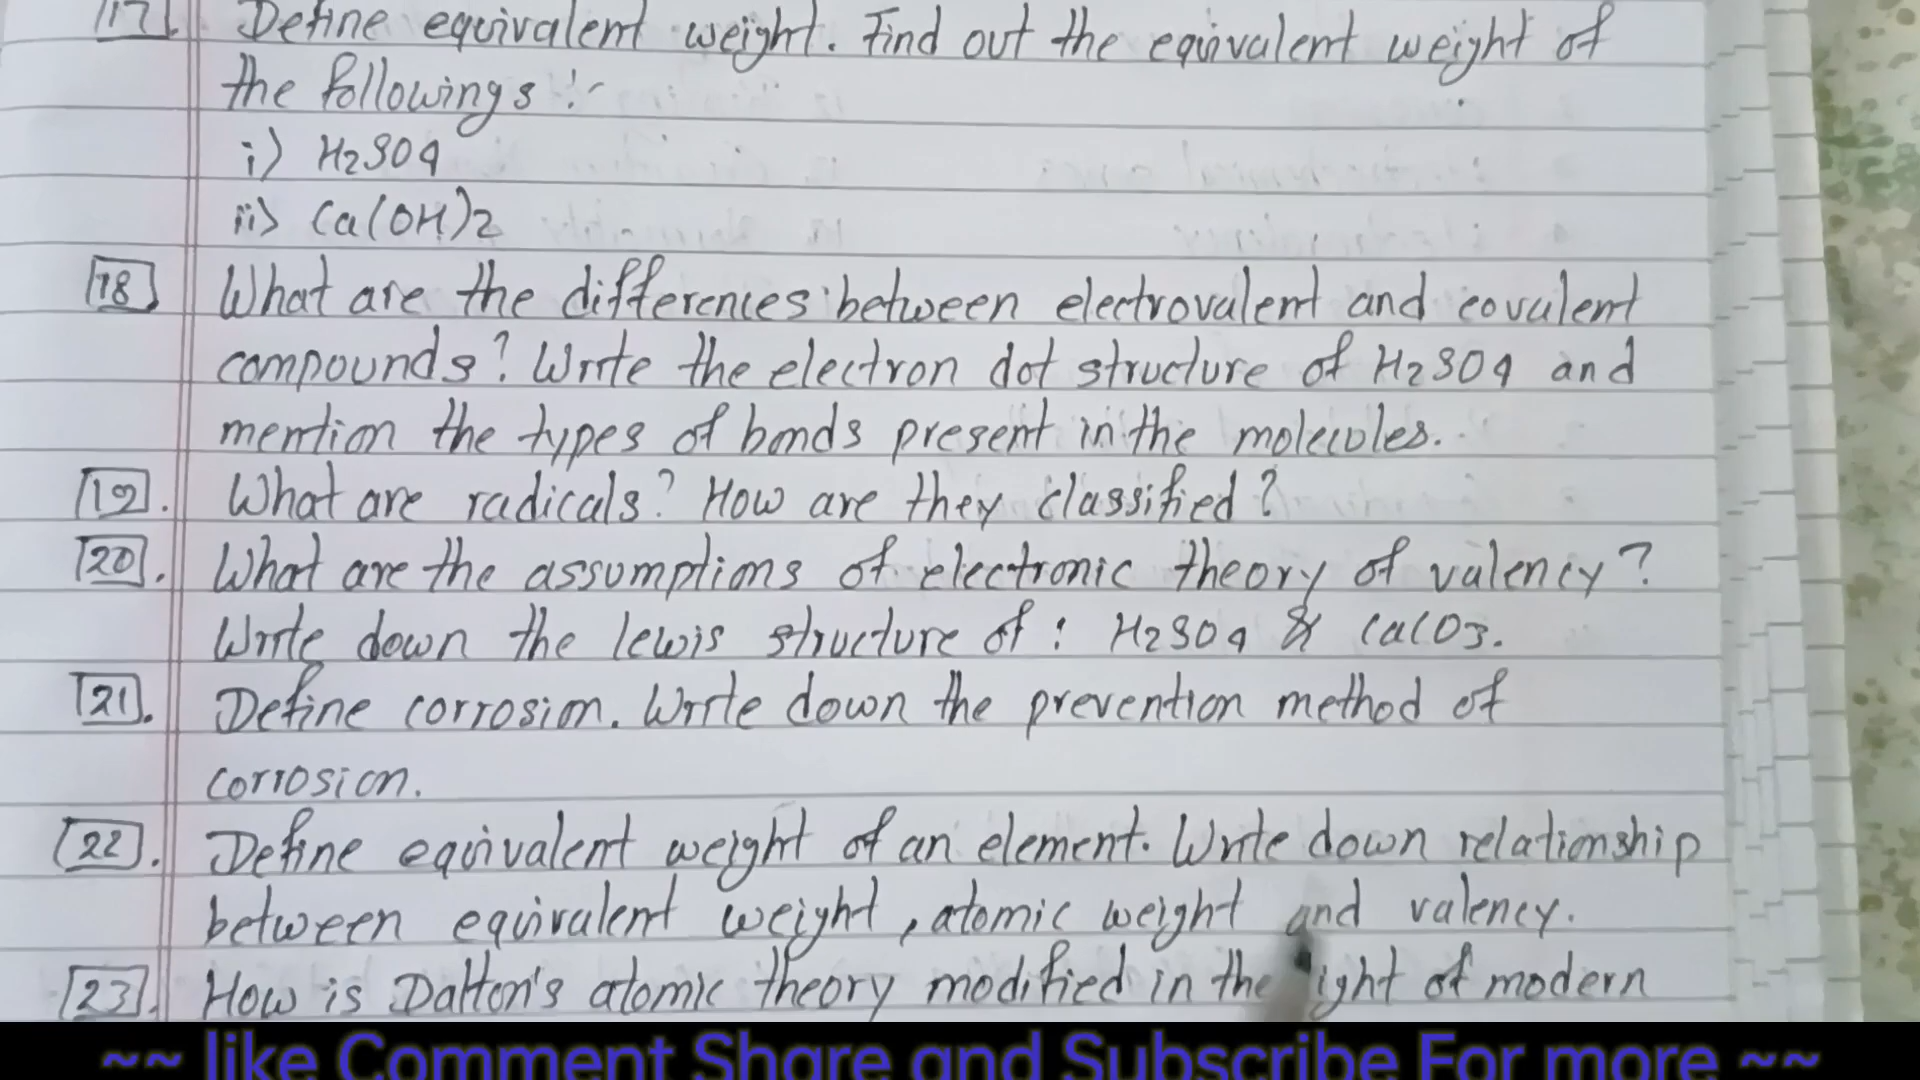 17. Define equivalent weight. Find out the equivalent weight of
the followings :-
i) H2SO4
ii) Ca(OH)2
18. What are the differences between electrovalent and covalent
compounds? Write the electron dot structure of H2SO4 and
mention the types of bonds present in the molecules.
19. What are radicals? How are they classified?
20. What are the assumptions of electronic theory of valency?
Write down the lewis structure of : H2SO4 & CaCO3.
21. Define corrosion. Write down the prevention method of
corrosion.
22. Define equivalent weight of an element. Write down relationship
between equivalent weight, atomic weight and valency.
23. How is Dalton's atomic theory modified in the light of modern
~~ like Comment Share and Subscribe For more ~~